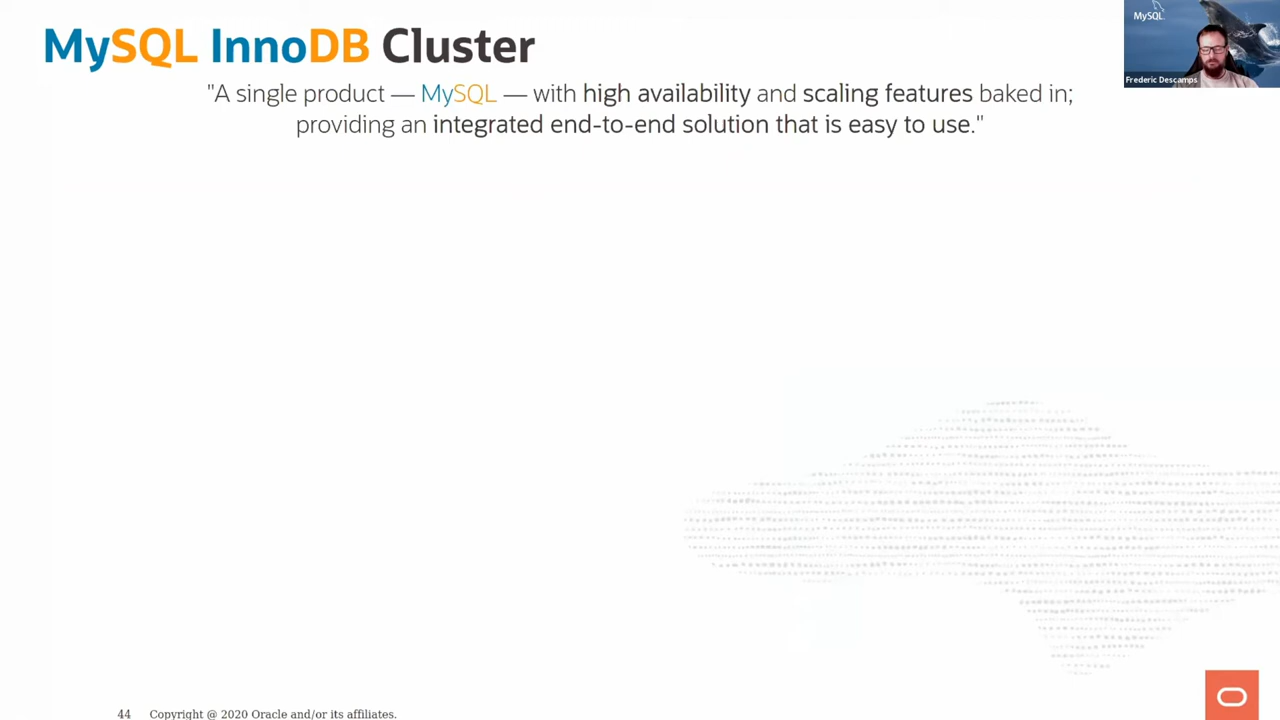 MySQL InnoDB Cluster
"A single product — MySQL — with high availability and scaling features baked in;
providing an integrated end-to-end solution that is easy to use."
MySQL.
Frederic Descamps
44 Copyright @ 2020 Oracle and/or its affiliates.